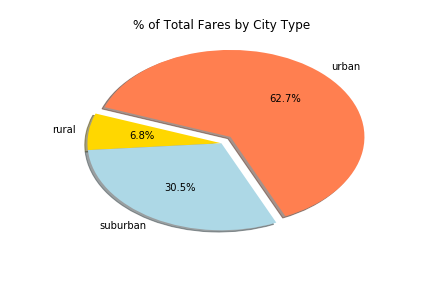 % of Total Fares by City Type
urban
62.7%
rural
6.8%
30.5%
suburban